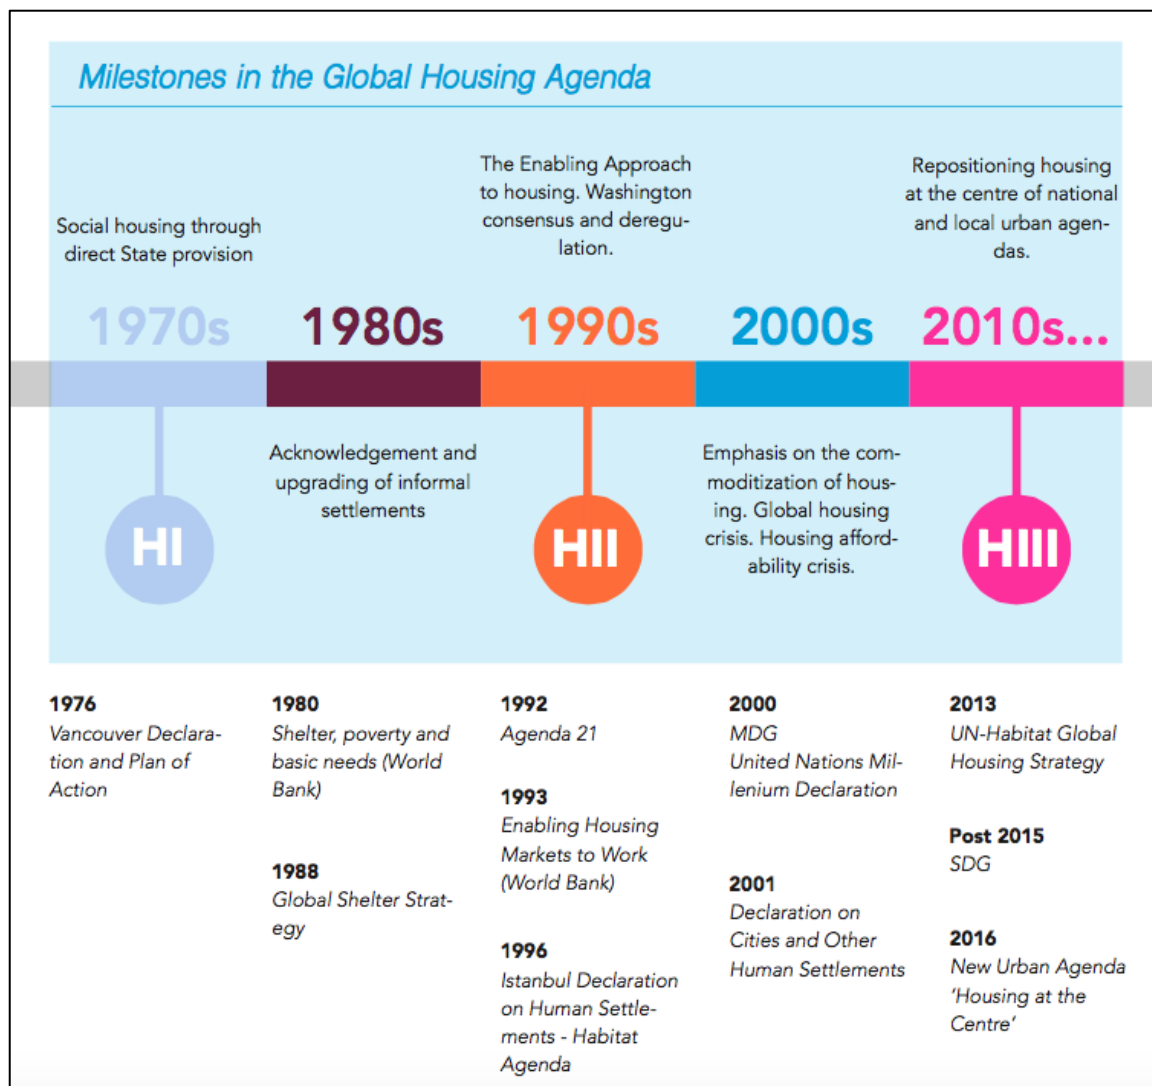 Milestones in the Global Housing Agenda
Social housing through
direct State provision
The Enabling Approach
to housing. Washington
consensus and deregu-
lation.
Repositioning housing
at the centre of national
and local urban agen-
das.
1970s
1980s
1990s
2000s
2010s...
Acknowledgement and
upgrading of informal
settlements
Emphasis on the com-
moditization of hous-
ing. Global housing
crisis. Housing afford-
ability crisis.
HI
HII
HIII
1976
Vancouver Declara-
tion and Plan of
Action
1980
Shelter, poverty and
basic needs (World
Bank)
1988
Global Shelter Strat-
egy
1992
Agenda 21
1993
Enabling Housing
Markets to Work
(World Bank)
1996
Istanbul Declaration
on Human Settle-
ments - Habitat
Agenda
2000
MDG
United Nations Mil-
lenium Declaration
2001
Declaration on
Cities and Other
Human Settlements
2013
UN-Habitat Global
Housing Strategy
Post 2015
SDG
2016
New Urban Agenda
‘Housing at the
Centre’